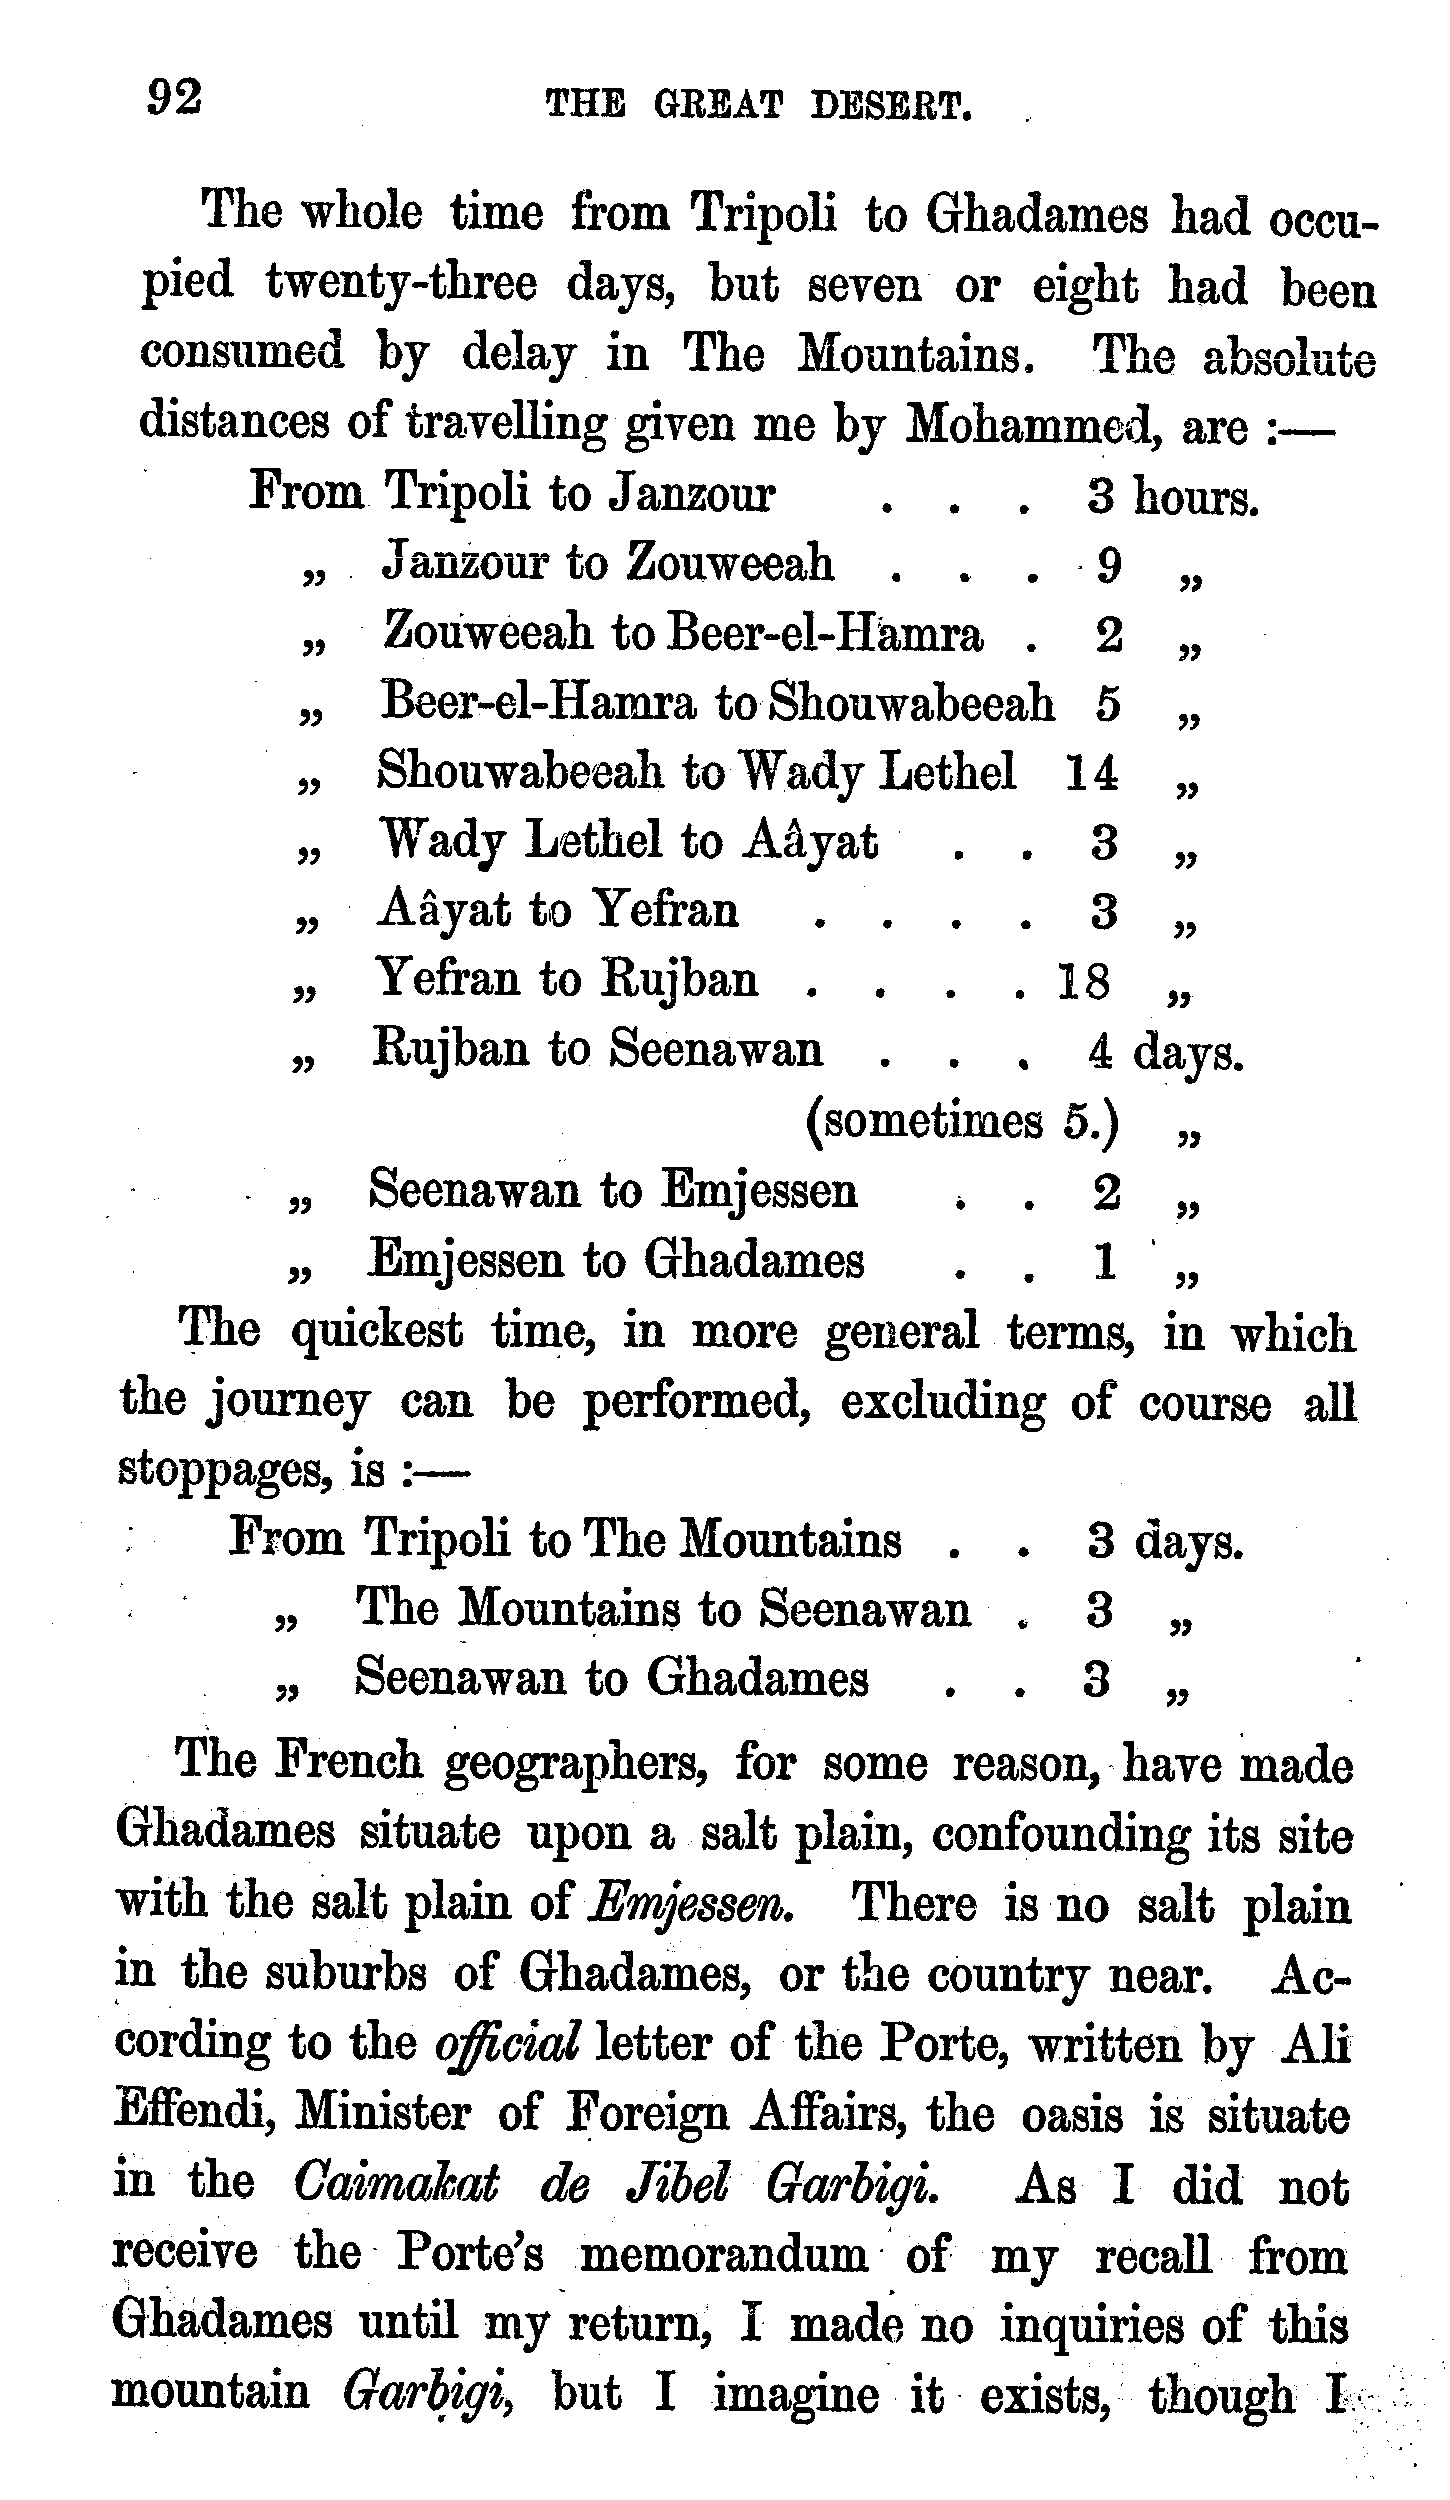 92 THE GREAT DESERT.
The whole time from Tripoli to Ghadames had occu-
pied twenty-three days, but seven or eight had been
consumed by delay in The Mountains. The absolute
distances of travelling given me by Mohammed, are :—
From Tripoli to Janzour . . . 3 hours.
„ Janzour to Zouweeah . . . 9 „
„ Zouweeah to Beer-el-Hamra . 2 „
„ Beer-el-Hamra to Shouwabeeah 5 „
„ Shouwabeeah to Wady Lethel 14 „
„ Wady Lethel to Aâyat . . 3 „
„ Aâyat to Yefran . . . . 3 „
„ Yefran to Rujban . . . . 18 „
„ Rujban to Seenawan . . . 4 days.
(sometimes 5.) „
„ Seenawan to Emjessen . . 2 „
„ Emjessen to Ghadames . . 1 „
The quickest time, in more general terms, in which
the journey can be performed, excluding of course all
stoppages, is :—
From Tripoli to The Mountains . . 3 days.
„ The Mountains to Seenawan . 3 „
„ Seenawan to Ghadames . . 3 „
The French geographers, for some reason, have made
Ghadames situate upon a salt plain, confounding its site
with the salt plain of Emjessen. There is no salt plain
in the suburbs of Ghadames, or the country near. Ac-
cording to the official letter of the Porte, written by Ali
Effendi, Minister of Foreign Affairs, the oasis is situate
in the Caimakat de Jibel Garbigi. As I did not
receive the Porte's memorandum of my recall from
Ghadames until my return, I made no inquiries of this
mountain Garbigi, but I imagine it exists, though I